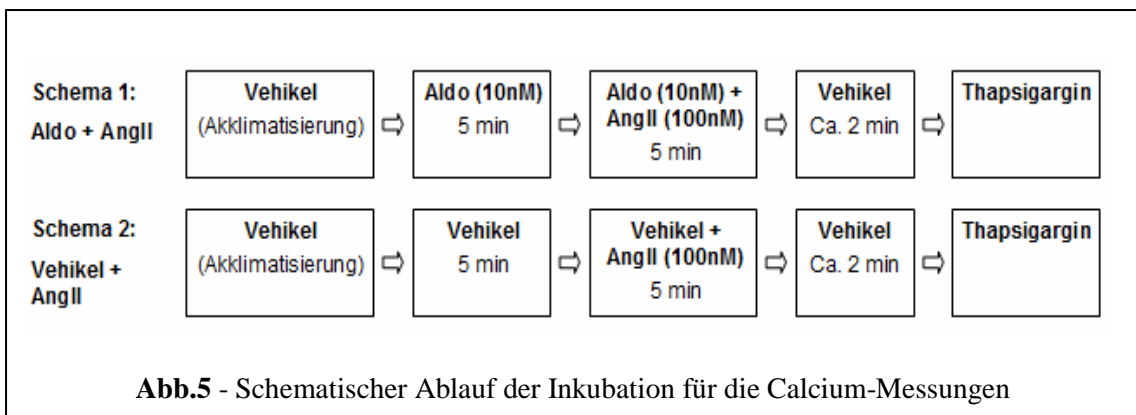 Schema 1:
Aldo + AngII
Vehikel
(Akklimatisierung)
⇨
Aldo (10nM)
5 min
⇨
Aldo (10nM) +
AngII (100nM)
5 min
⇨
Vehikel
Ca. 2 min
⇨
Thapsigargin
Schema 2:
Vehikel +
AngII
Vehikel
(Akklimatisierung)
⇨
Vehikel
5 min
⇨
Vehikel +
AngII (100nM)
5 min
⇨
Vehikel
Ca. 2 min
⇨
Thapsigargin
Abb.5 - Schematischer Ablauf der Inkubation für die Calcium-Messungen